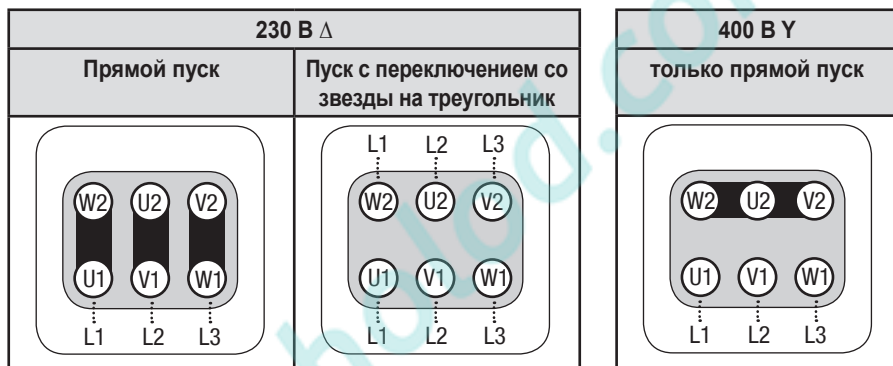 230 В Δ
Прямой пуск
Пуск с переключением со
звезды на треугольник
W2 U2 V2
U1 V1 W1
L1 L2 L3
L1 L2 L3
W2 U2 V2
U1 V1 W1
L1 L2 L3
400 В Y
только прямой пуск
W2 U2 V2
U1 V1 W1
L1 L2 L3
holod.co